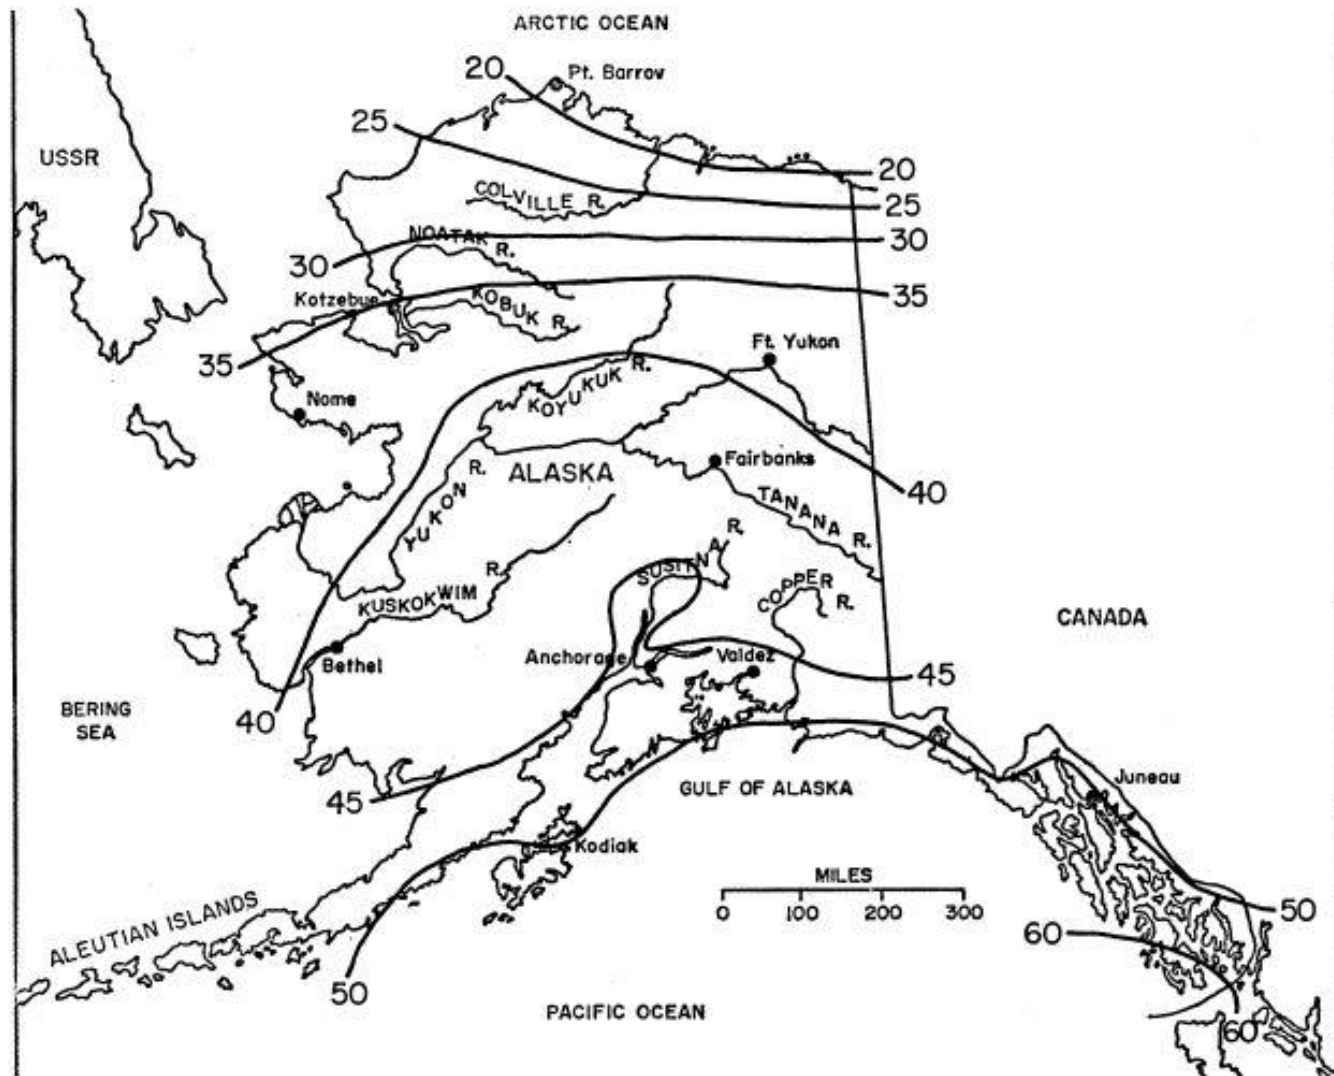 ARCTIC OCEAN
20
Pt. Barrow
25
USSR
20
COLVILLE R.
25
NOATAK R.
30
30
Kotzebue
KOBUK R.
35
35
Ft. Yukon
KOYUKUK R.
Nome
ALASKA
Fairbanks
40
YUKON R.
TANANA R.
SUSITNA R.
KUSKOKWIM R.
COPPER R.
CANADA
Bethel
Anchorage
Valdez
45
BERING
SEA
40
Juneau
GULF OF ALASKA
45
Kodiak
MILES
0 100 200 300
50
ALEUTIAN ISLANDS
60
50
PACIFIC OCEAN
60